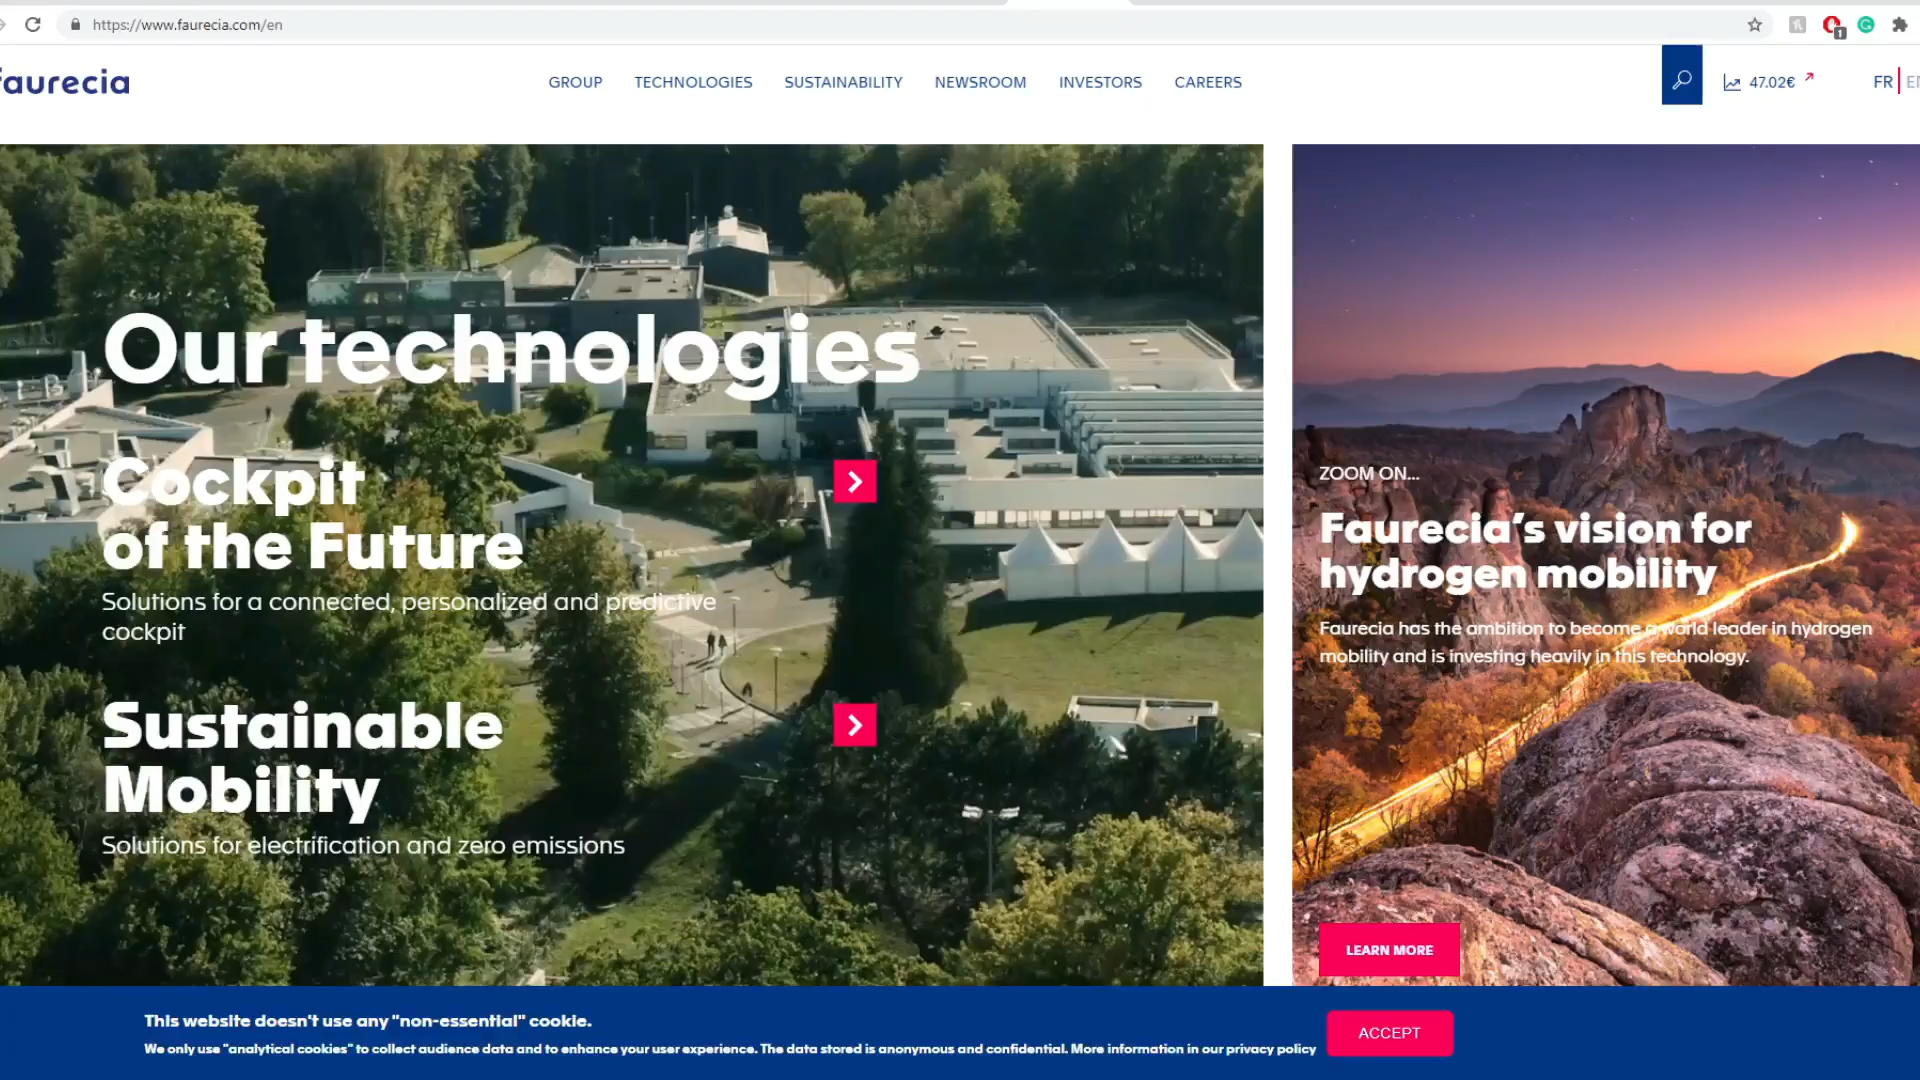 https://www.faurecia.com/en
faurecia
GROUP TECHNOLOGIES SUSTAINABILITY NEWSROOM INVESTORS CAREERS
47.02€
FR EN
Our technologies
Cockpit
of the Future
Solutions for a connected, personalized and predictive
cockpit
Sustainable
Mobility
Solutions for electrification and zero emissions
ZOOM ON...
Faurecia's vision for
hydrogen mobility
Faurecia has the ambition to become a world leader in hydrogen
mobility and is investing heavily in this technology.
LEARN MORE
This website doesn't use any "non-essential" cookie.
We only use "analytical cookies" to collect audience data and to enhance your user experience. The data stored is anonymous and confidential. More information in our privacy policy
ACCEPT